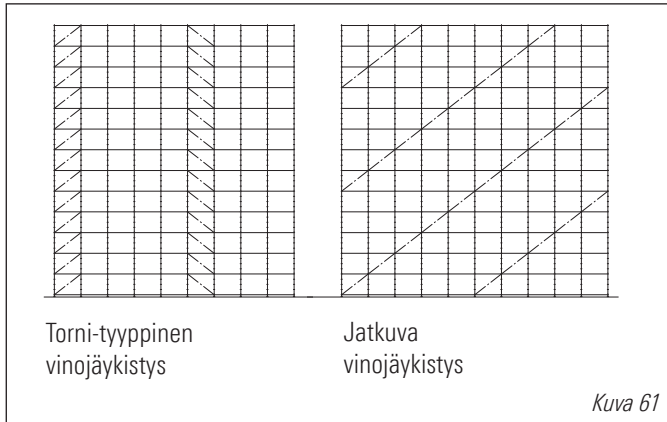 Torni-tyyppinen
vinojäykistys
Jatkuva
vinojäykistys
Kuva 61